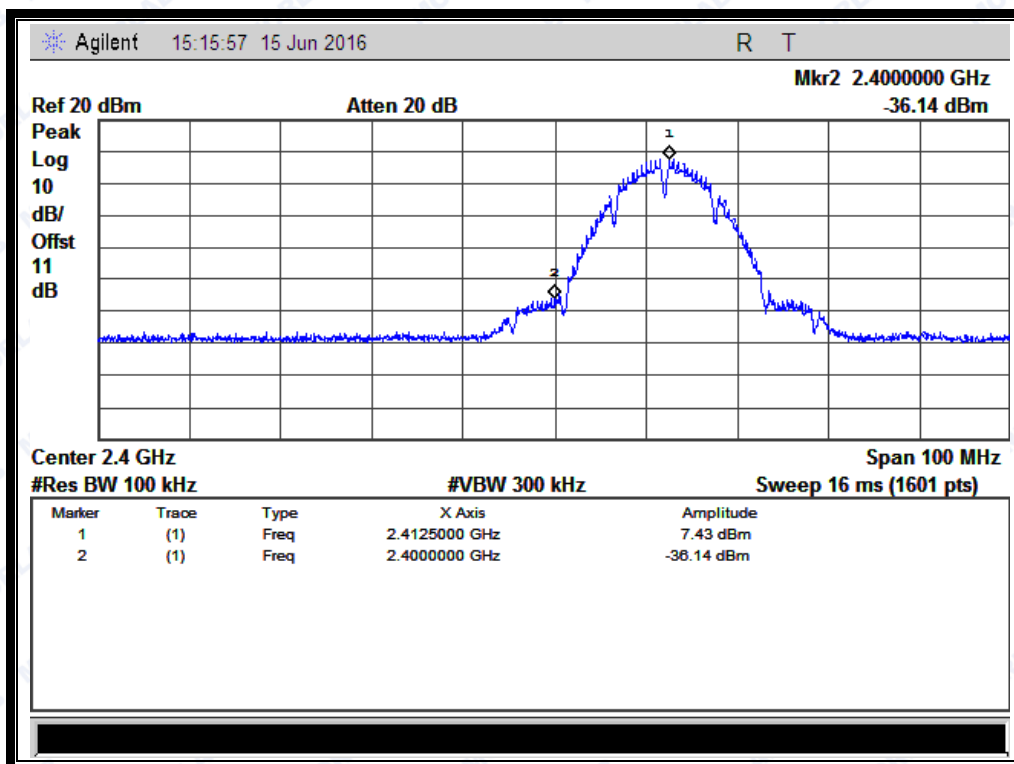 Agilent 15:15:57 15 Jun 2016 R T
Mkr2 2.4000000 GHz
Ref 20 dBm Atten 20 dB -36.14 dBm
Peak
Log
10
dB/
Offst
11
dB
1
2
Center 2.4 GHz Span 100 MHz
#Res BW 100 kHz #VBW 300 kHz Sweep 16 ms (1601 pts)
Marker Trace Type X Axis Amplitude
1 (1) Freq 2.4125000 GHz 7.43 dBm
2 (1) Freq 2.4000000 GHz -36.14 dBm